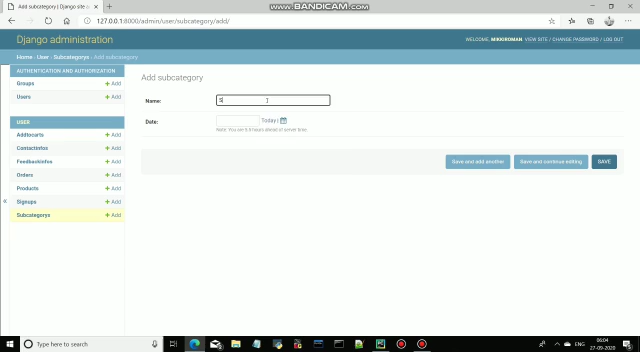 www.BANDICAM.com
Add subcategory | Django site a
127.0.0.1:8000/admin/user/subcategory/add/
Django administration
WELCOME, MIKKIROMAN. VIEW SITE / CHANGE PASSWORD / LOG OUT
Home › User › Subcategorys › Add subcategory
AUTHENTICATION AND AUTHORIZATION
Groups + Add
Users + Add
USER
Addtocarts + Add
Contactinfos + Add
Feedbackinfos + Add
Orders + Add
Products + Add
Signups + Add
Subcategorys + Add
«
Add subcategory
Name: S
Date: Today |
Note: You are 5.5 hours ahead of server time.
Save and add another
Save and continue editing
SAVE
Type here to search
ENG
06:04
27-09-2020